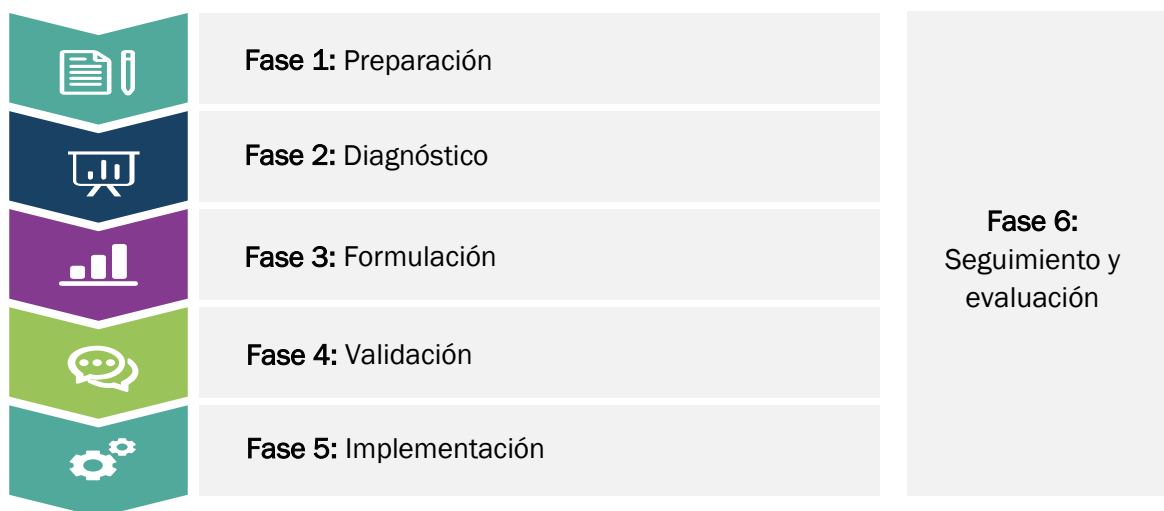 Fase 1: Preparación
Fase 2: Diagnóstico
Fase 3: Formulación
Fase 4: Validación
Fase 5: Implementación
Fase 6:
Seguimiento y
evaluación